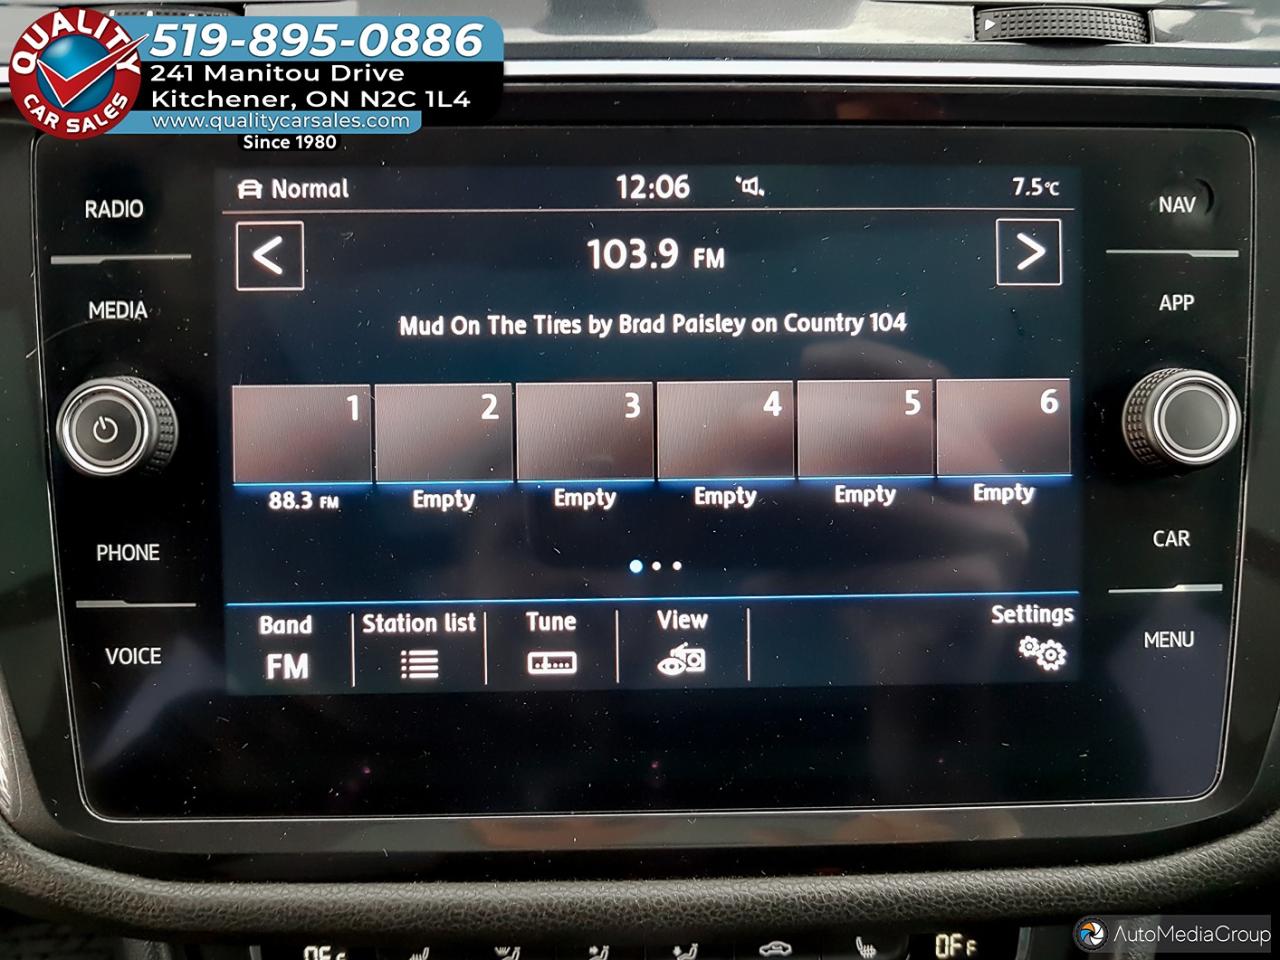 QUALITY
CAR SALES
519-895-0886
241 Manitou Drive
Kitchener, ON N2C 1L4
www.qualitycarsales.com
Since 1980
Normal 12:06 7.5°C
RADIO
NAV
103.9 FM
MEDIA
APP
Mud On The Tires by Brad Paisley on Country 104
1 2 3 4 5 6
88.3 FM Empty Empty Empty Empty Empty
PHONE
CAR
Band Station list Tune View Settings
FM
VOICE
MENU
OFF OFF
AutoMediaGroup